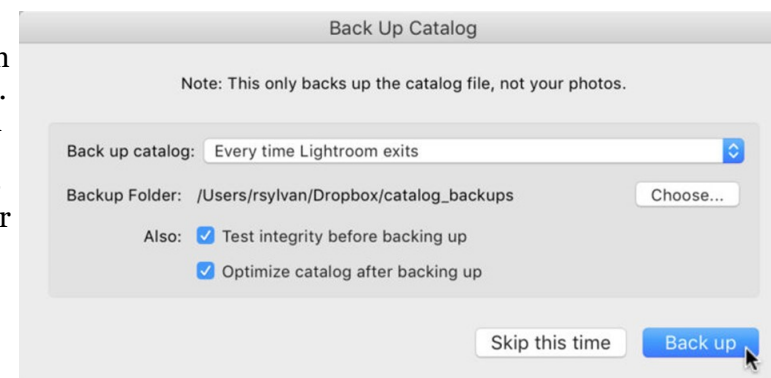 Back Up Catalog
Note: This only backs up the catalog file, not your photos.
Back up catalog: Every time Lightroom exits
Backup Folder: /Users/rsylvan/Dropbox/catalog_backups Choose...
Also: Test integrity before backing up
Optimize catalog after backing up
Skip this time Back up